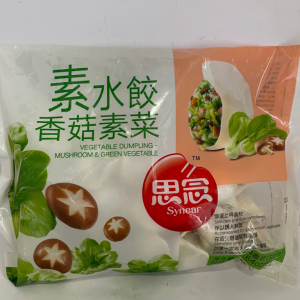 素水餃
香菇素菜
VEGETABLE DUMPLING -
MUSHROOM & GREEN VEGETABLE
TM
思念
Synear